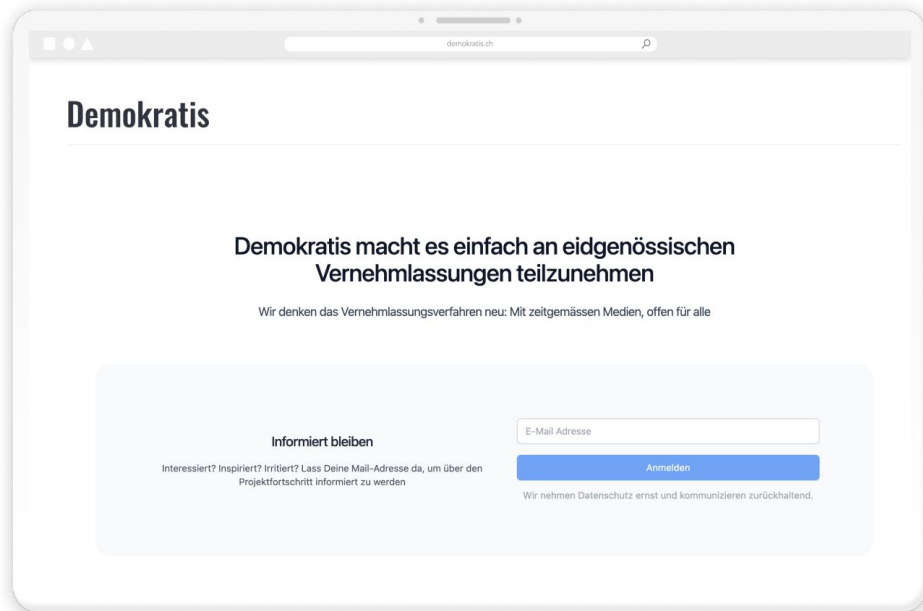 demokratis.ch
Demokratis
Demokratis macht es einfach an eidgenössischen
Vernehmlassungen teilzunehmen
Wir denken das Vernehmlassungsverfahren neu: Mit zeitgemässen Medien, offen für alle
Informiert bleiben
Interessiert? Inspiriert? Irritiert? Lass Deine Mail-Adresse da, um über den
Projektfortschritt informiert zu werden
E-Mail Adresse
Anmelden
Wir nehmen Datenschutz ernst und kommunizieren zurückhaltend.